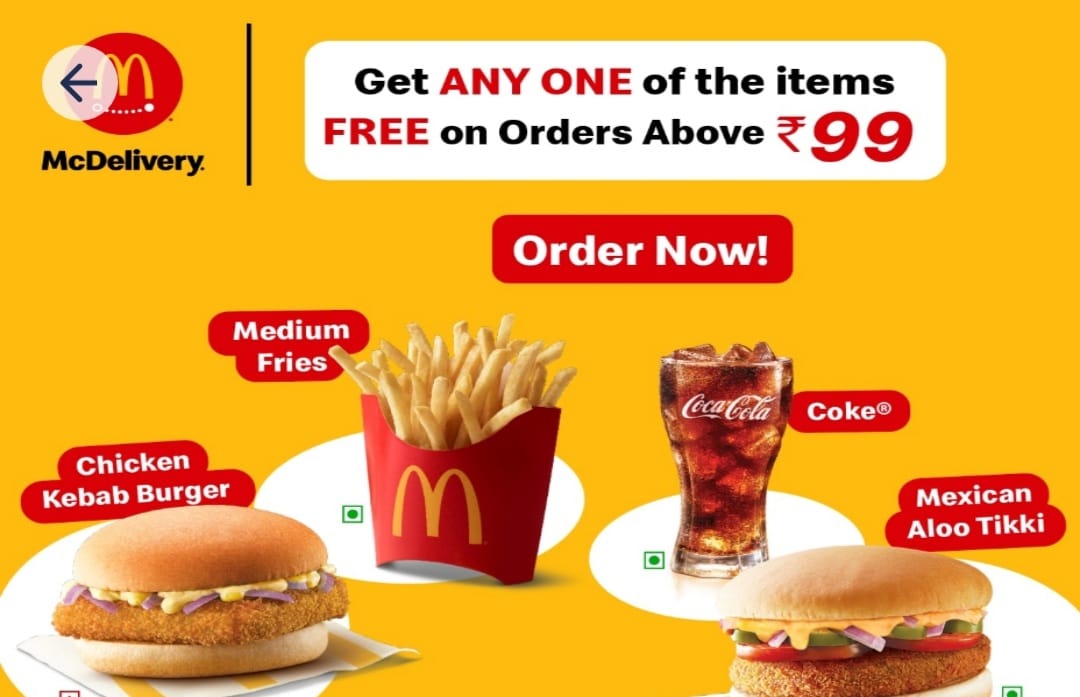 McDelivery.
Get ANY ONE of the items
FREE on Orders Above ₹99
Order Now!
Medium
Fries
Coca-Cola
Coke®
Chicken
Kebab Burger
Mexican
Aloo Tikki